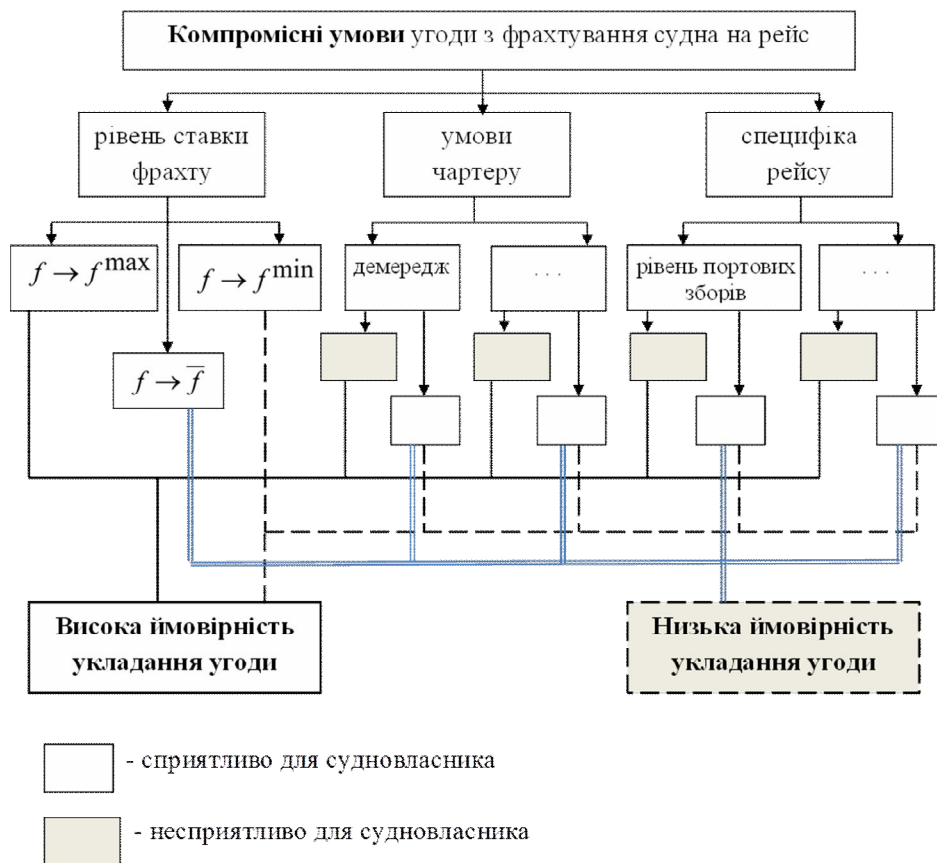 Компромісні умови угоди з фрахтування судна на рейс
рівень ставки
фрахту
умови
чартеру
специфіка
рейсу
f → f^max
f → f^min
демередж
. . .
рівень портових
зборів
. . .
f → f̅
Висока ймовірність
укладання угоди
Низька ймовірність
укладання угоди
- сприятливо для судновласника
- несприятливо для судновласника